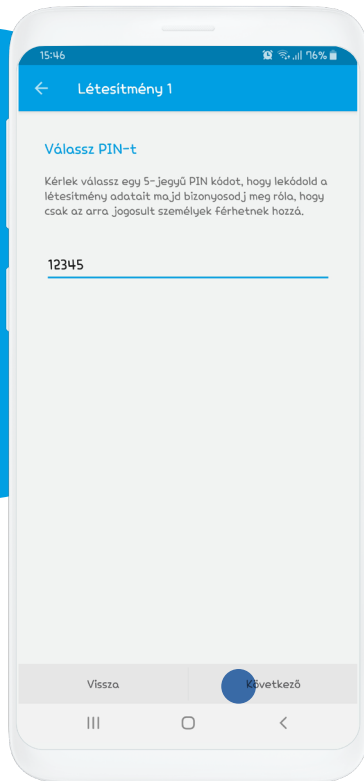 15:46 76%
Létesítmény 1
Válassz PIN-t
Kérlek válassz egy 5-jegyű PIN kódot, hogy lekódold a
létesítmény adatait majd bizonyosodj meg róla, hogy
csak az arra jogosult személyek férhetnek hozzá.
12345
Vissza Következő